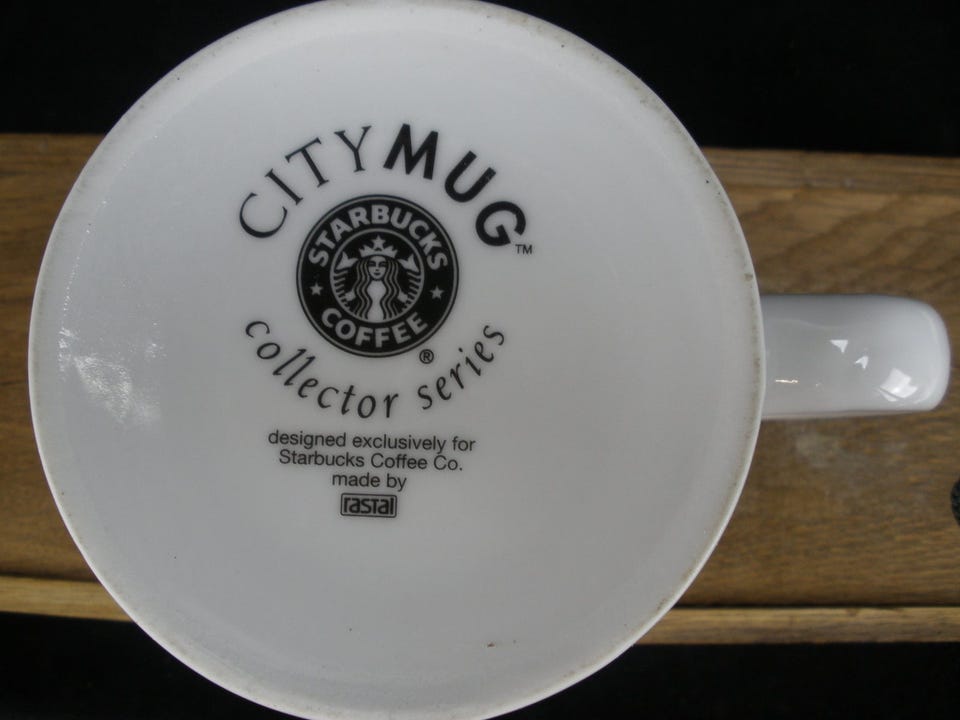 CITYMUG™
STARBUCKS
COFFEE
®
collector series
designed exclusively for
Starbucks Coffee Co.
made by
rastal